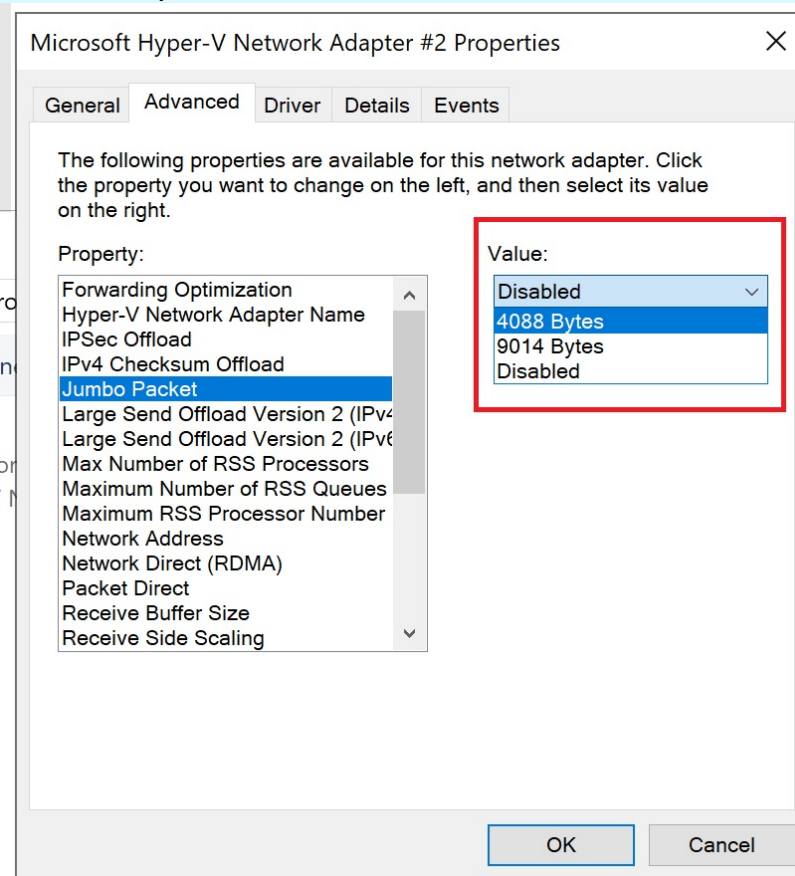 Microsoft Hyper-V Network Adapter #2 Properties
General Advanced Driver Details Events
The following properties are available for this network adapter. Click
the property you want to change on the left, and then select its value
on the right.
Property:
Forwarding Optimization
Hyper-V Network Adapter Name
IPSec Offload
IPv4 Checksum Offload
Jumbo Packet
Large Send Offload Version 2 (IPv4
Large Send Offload Version 2 (IPv6
Max Number of RSS Processors
Maximum Number of RSS Queues
Maximum RSS Processor Number
Network Address
Network Direct (RDMA)
Packet Direct
Receive Buffer Size
Receive Side Scaling
Value:
Disabled
4088 Bytes
9014 Bytes
Disabled
OK Cancel